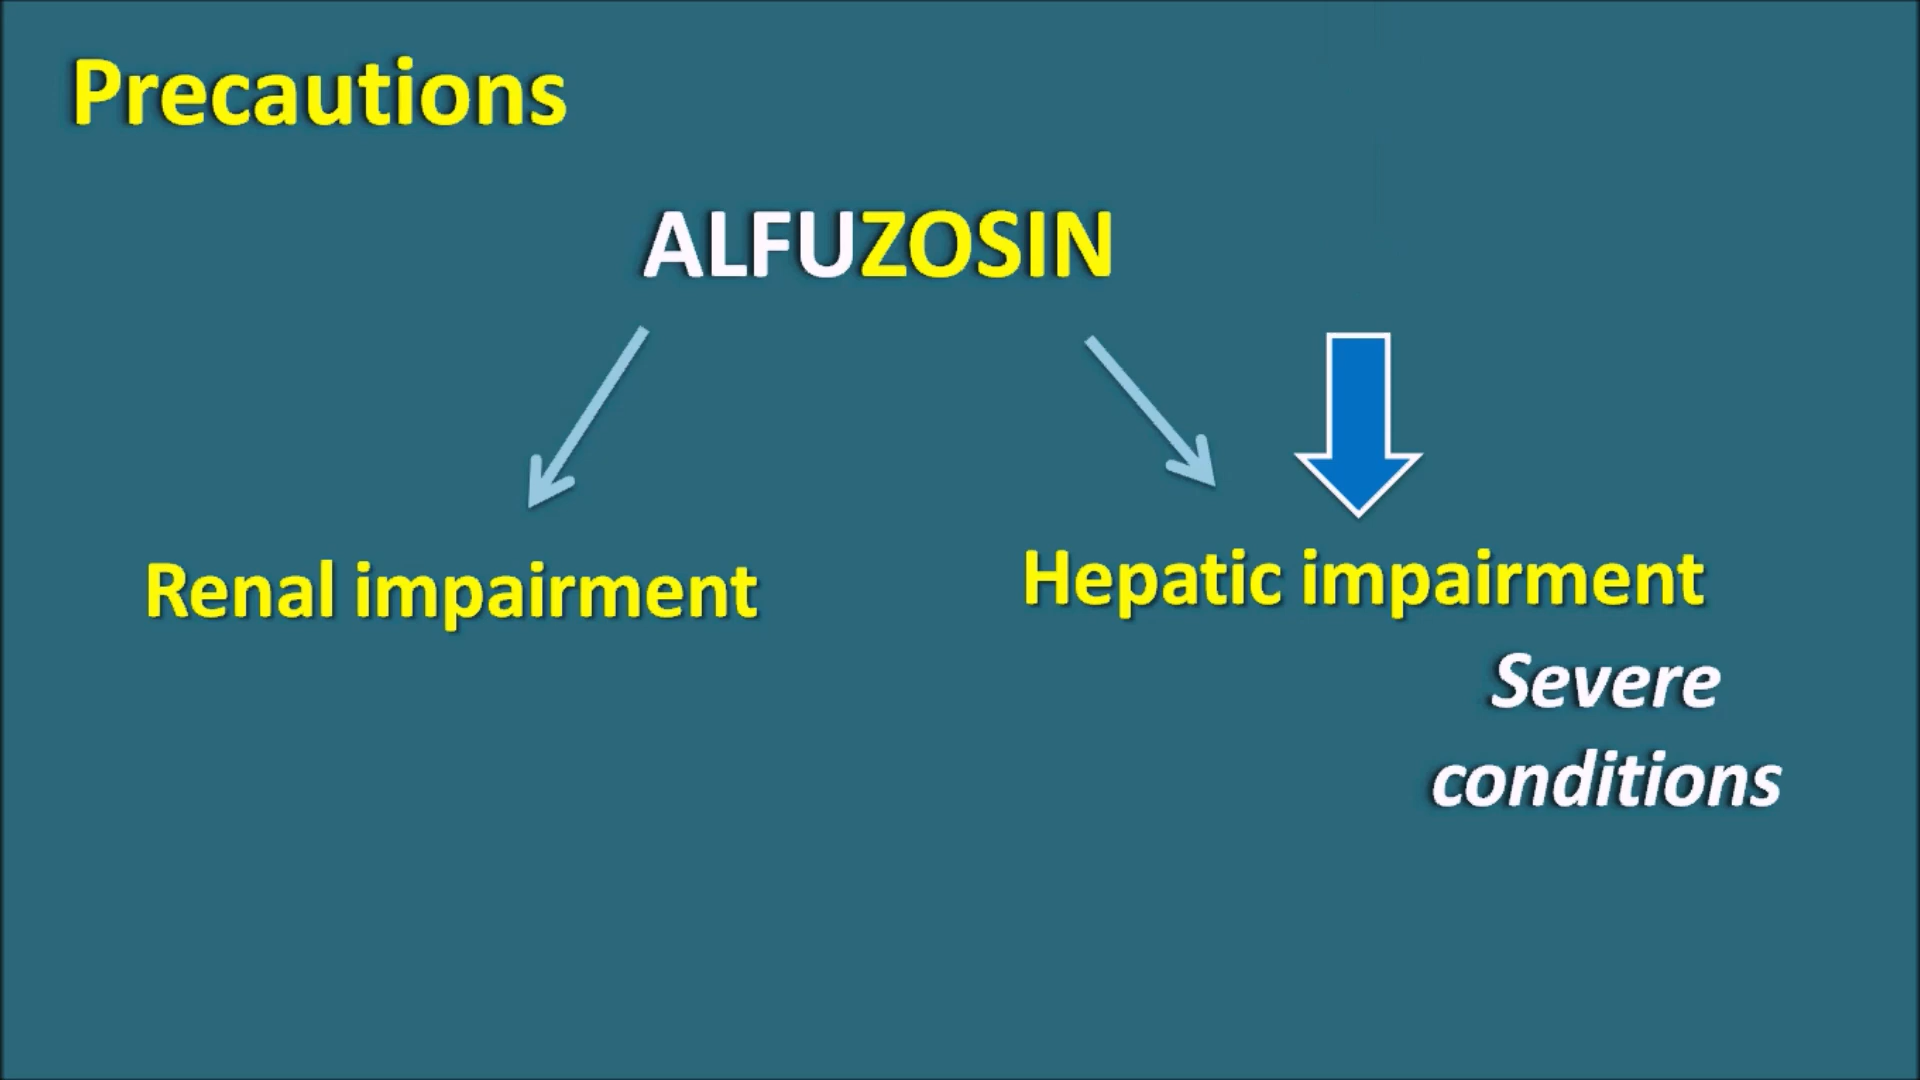 Precautions
ALFUZOSIN
Renal impairment
Hepatic impairment
Severe
conditions